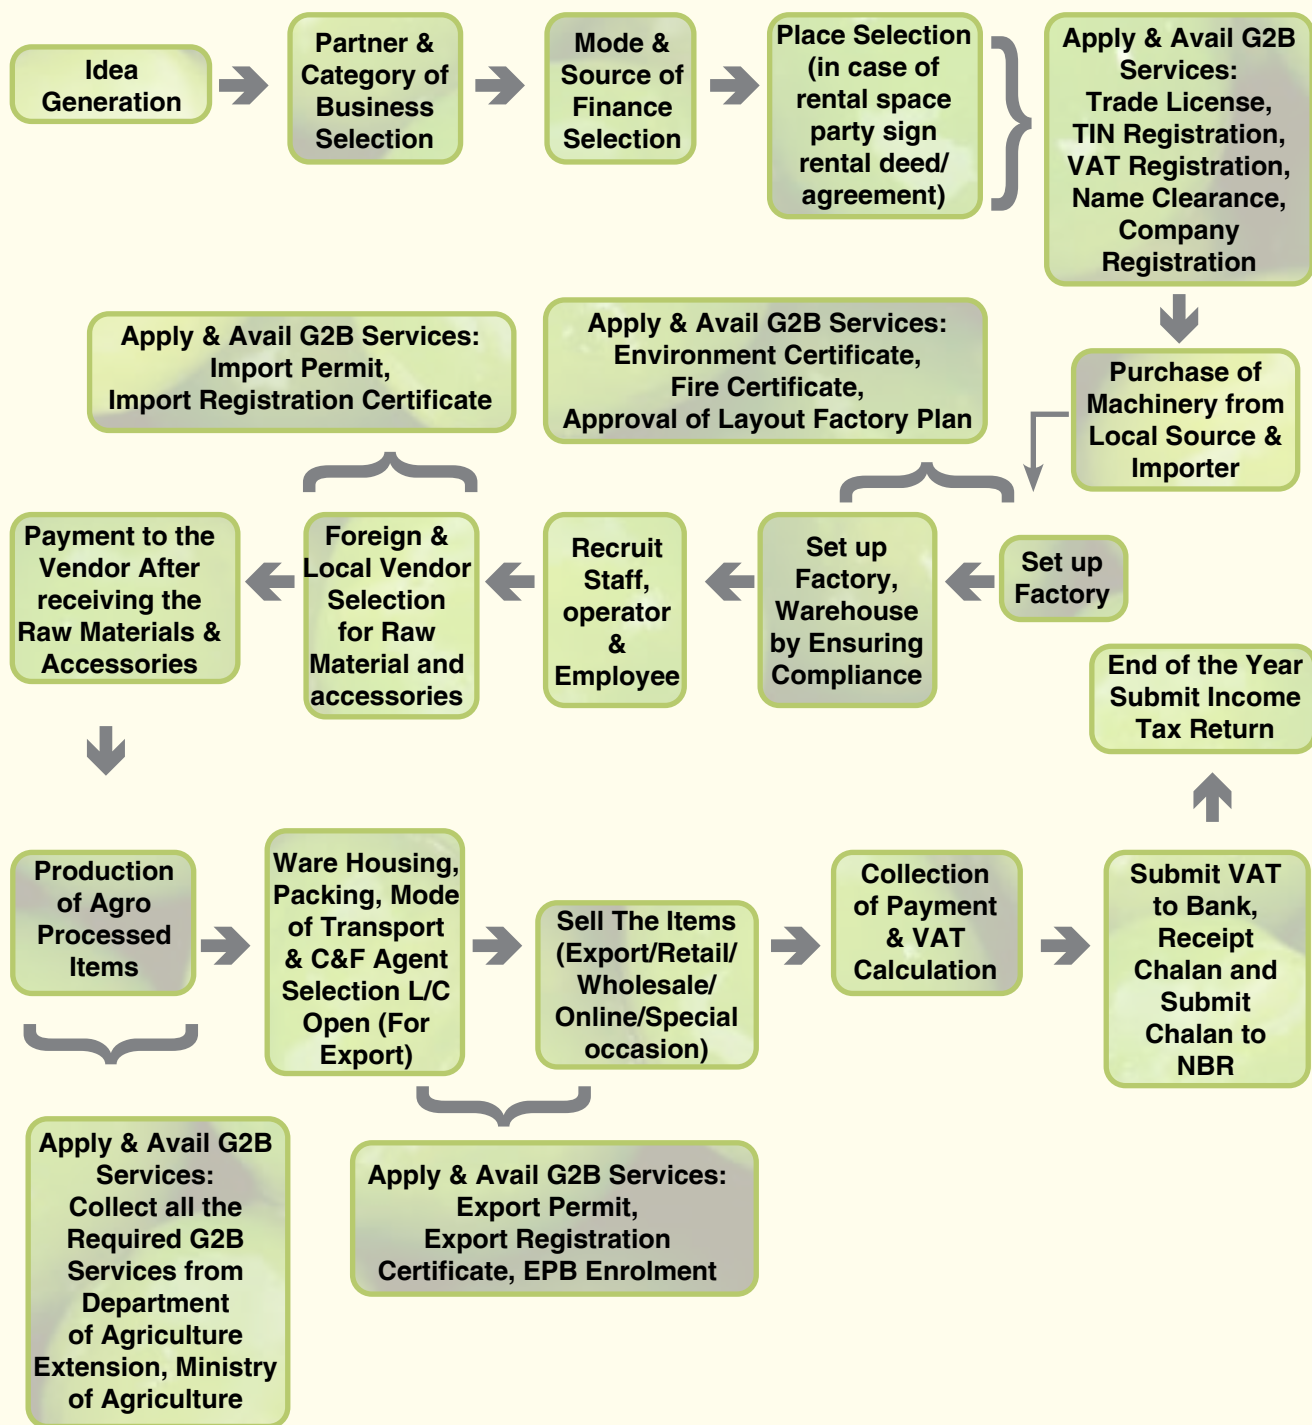 Idea
Generation
Partner &
Category of
Business
Selection
Mode &
Source of
Finance
Selection
Place Selection
(in case of
rental space
party sign
rental deed/
agreement)
Apply & Avail G2B
Services:
Trade License,
TIN Registration,
VAT Registration,
Name Clearance,
Company
Registration
Purchase of
Machinery from
Local Source &
Importer
Apply & Avail G2B Services:
Environment Certificate,
Fire Certificate,
Approval of Layout Factory Plan
Apply & Avail G2B Services:
Import Permit,
Import Registration Certificate
Set up
Factory
Set up
Factory,
Warehouse
by Ensuring
Compliance
Recruit
Staff,
operator
&
Employee
Foreign &
Local Vendor
Selection
for Raw
Material and
accessories
Payment to the
Vendor After
receiving the
Raw Materials &
Accessories
Production
of Agro
Processed
Items
Apply & Avail G2B
Services:
Collect all the
Required G2B
Services from
Department
of Agriculture
Extension, Ministry
of Agriculture
Ware Housing,
Packing, Mode
of Transport
& C&F Agent
Selection L/C
Open (For
Export)
Sell The Items
(Export/Retail/
Wholesale/
Online/Special
occasion)
Apply & Avail G2B Services:
Export Permit,
Export Registration
Certificate, EPB Enrolment
Collection
of Payment
& VAT
Calculation
Submit VAT
to Bank,
Receipt
Chalan and
Submit
Chalan to
NBR
End of the Year
Submit Income
Tax Return